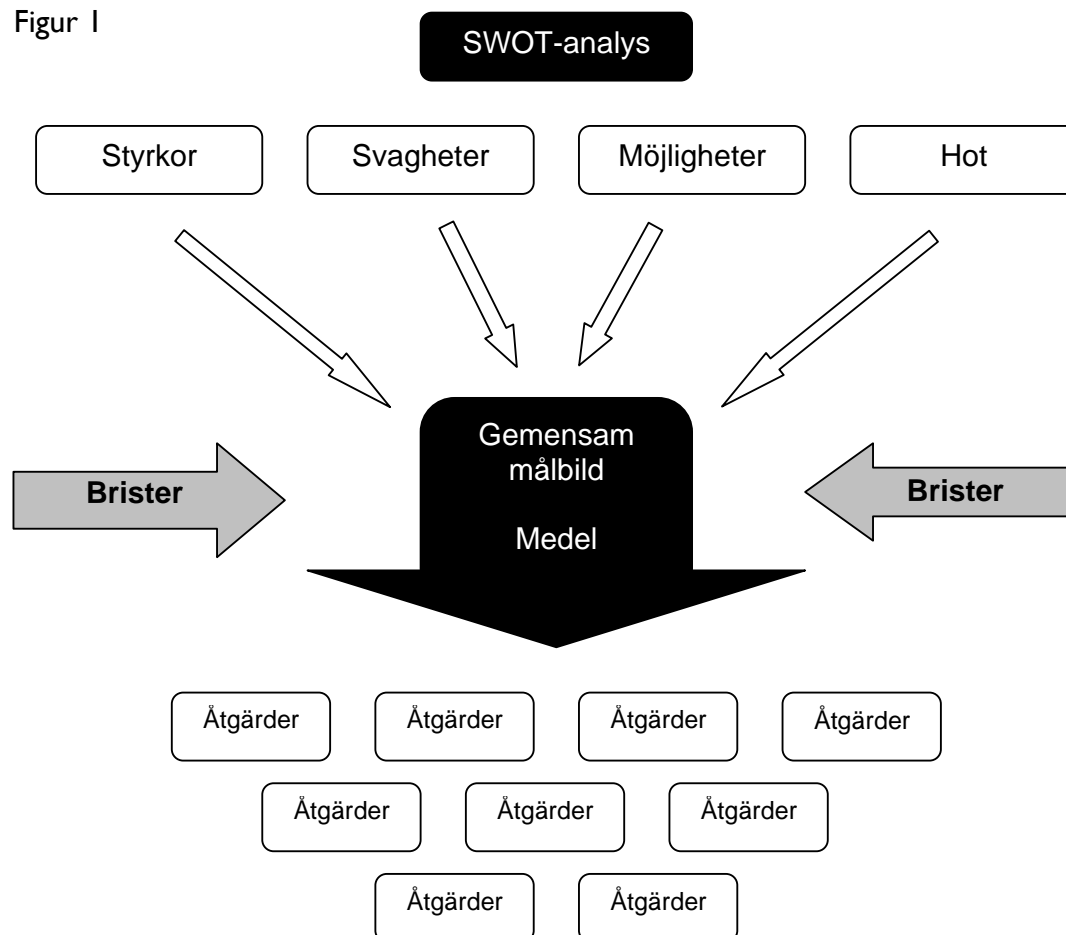 Figur 1
SWOT-analys
Styrkor
Svagheter
Möjligheter
Hot
Gemensam
målbild
Medel
Brister
Brister
Åtgärder
Åtgärder
Åtgärder
Åtgärder
Åtgärder
Åtgärder
Åtgärder
Åtgärder
Åtgärder